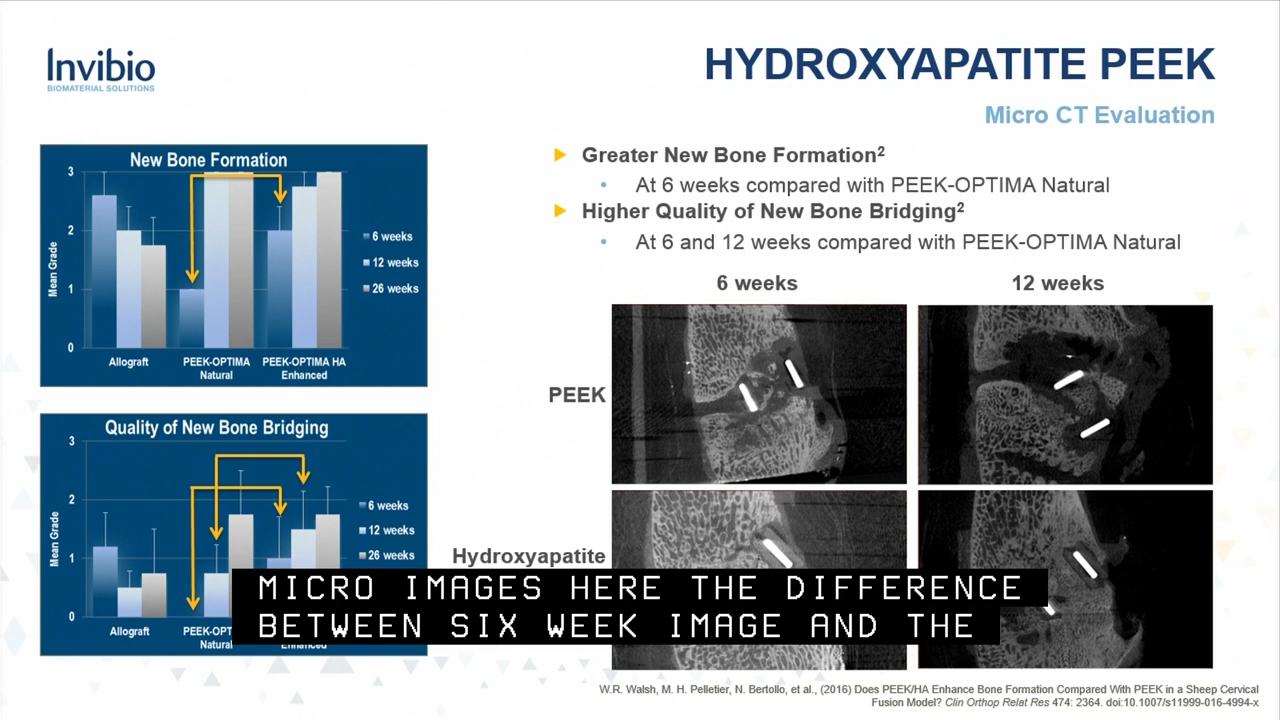 Invibio
BIOMATERIAL SOLUTIONS
HYDROXYAPATITE PEEK
Micro CT Evaluation
New Bone Formation
3
2
1
0
Mean Grade
6 weeks
12 weeks
26 weeks
Allograft
PEEK-OPTIMA
Natural
PEEK-OPTIMA HA
Enhanced
Greater New Bone Formation2
• At 6 weeks compared with PEEK-OPTIMA Natural
Higher Quality of New Bone Bridging2
• At 6 and 12 weeks compared with PEEK-OPTIMA Natural
6 weeks
12 weeks
PEEK
Hydroxyapatite
Quality of New Bone Bridging
3
2
1
0
Mean Grade
6 weeks
12 weeks
26 weeks
Allograft
Natural
Enhanced
MICRO IMAGES HERE THE DIFFERENCE
BETWEEN SIX WEEK IMAGE AND THE
W.R. Walsh, M. H. Pelletier, N. Bertollo, et al., (2016) Does PEEK/HA Enhance Bone Formation Compared With PEEK in a Sheep Cervical
Fusion Model? Clin Orthop Relat Res 474: 2364. doi:10.1007/s11999-016-4994-x